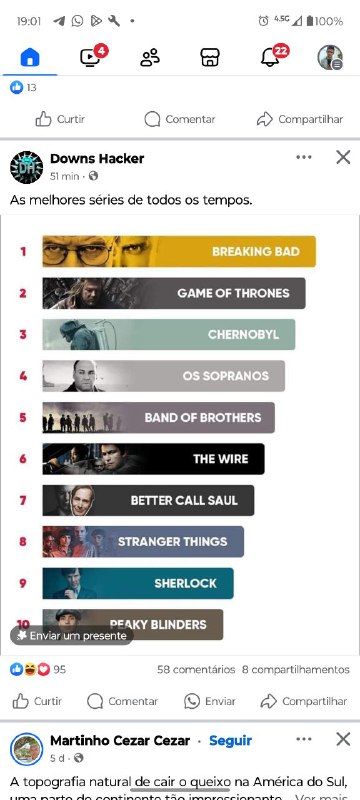 19:01
4.5G
100%
4
22
13
Curtir
Comentar
Compartilhar
Downs Hacker
51 min ·
As melhores séries de todos os tempos.
1 BREAKING BAD
2 GAME OF THRONES
3 CHERNOBYL
4 OS SOPRANOS
5 BAND OF BROTHERS
6 THE WIRE
7 BETTER CALL SAUL
8 STRANGER THINGS
9 SHERLOCK
10 PEAKY BLINDERS
Enviar um presente
95
58 comentários 8 compartilhamentos
Curtir
Comentar
Enviar
Compartilhar
Martinho Cezar Cezar · Seguir
5 d ·
A topografia natural de cair o queixo na América do Sul,
uma parte do continente tão impressionante... Ver mais